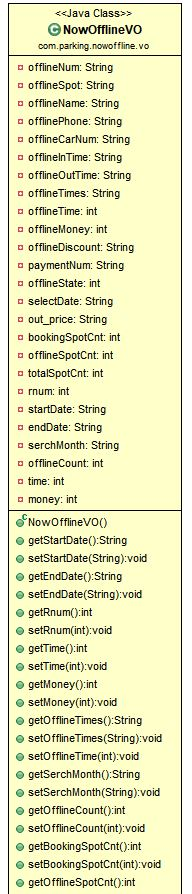 <<Java Class>>
NowOfflineVO
com.parking.nowoffline.vo
offlineNum: String
offlineSpot: String
offlineName: String
offlinePhone: String
offlineCarNum: String
offlineInTime: String
offlineOutTime: String
offlineTimes: String
offlineTime: int
offlineMoney: int
offlineDiscount: String
paymentNum: String
offlineState: int
selectDate: String
out_price: String
bookingSpotCnt: int
offlineSpotCnt: int
totalSpotCnt: int
rnum: int
startDate: String
endDate: String
serchMonth: String
offlineCount: int
time: int
money: int
NowOfflineVO()
getStartDate():String
setStartDate(String):void
getEndDate():String
setEndDate(String):void
getRnum():int
setRnum(int):void
getTime():int
setTime(int):void
getMoney():int
setMoney(int):void
getOfflineTimes():String
setOfflineTimes(String):void
setOfflineTime(int):void
getSerchMonth():String
setSerchMonth(String):void
getOfflineCount():int
setOfflineCount(int):void
getBookingSpotCnt():int
setBookingSpotCnt(int):void
getOfflineSpotCnt():int